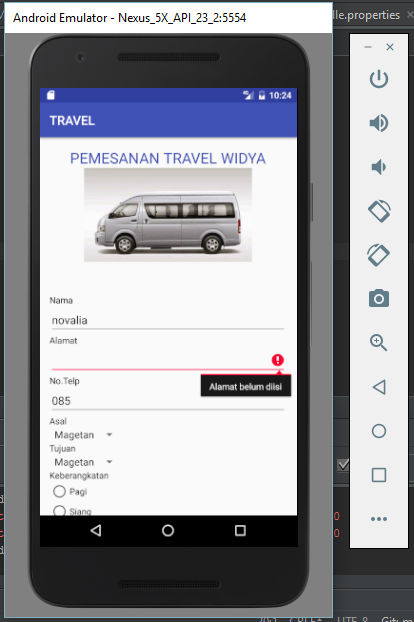 Android Emulator - Nexus_5X_API_23_2:5554
lle.properties
10:24
TRAVEL
PEMESANAN TRAVEL WIDYA
Nama
novalia
Alamat
Alamat belum diisi
No.Telp
085
Asal
Magetan
Tujuan
Magetan
Keberangkatan
Pagi
Siang